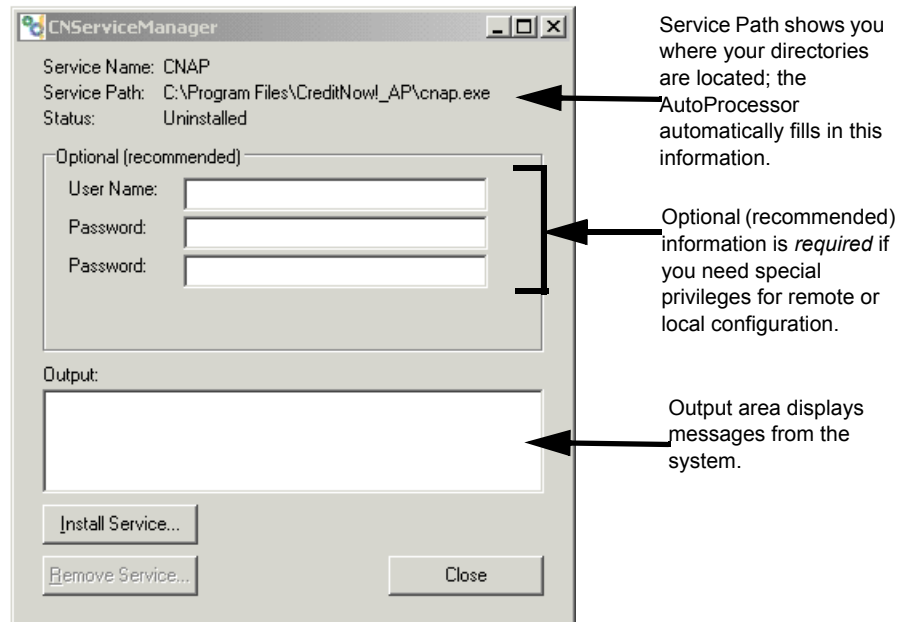 CNServiceManager
Service Name: CNAP
Service Path: C:\Program Files\CreditNow!_AP\cnap.exe
Status: Uninstalled
Optional (recommended)
User Name:
Password:
Password:
Output:
Install Service...
Remove Service...
Close
Service Path shows you
where your directories
are located; the
AutoProcessor
automatically fills in this
information.
Optional (recommended)
information is required if
you need special
privileges for remote or
local configuration.
Output area displays
messages from the
system.